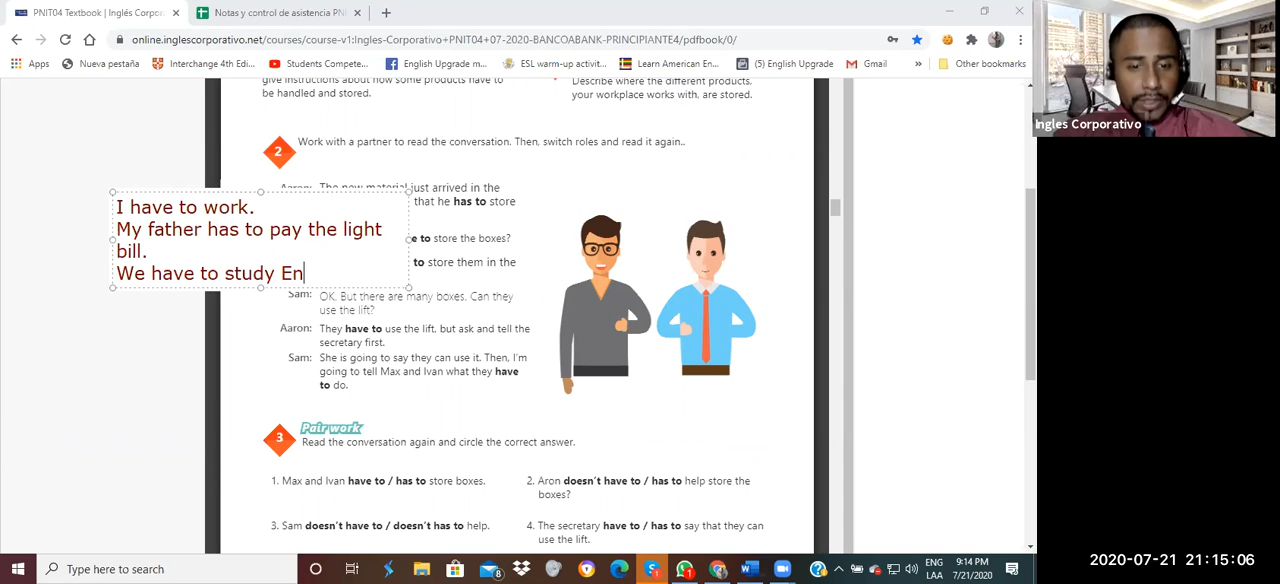 PNIT04 Textbook | Inglés Corpor
Notas y control de asistencia PNI
online.inglescorporativo.net/courses/course-v1:Ingles-Corporativo+PNIT04+07-2020-BANCOABANK-PRINCIPIANTE4/pdfbook/0/
Apps
Nueva pestaña
Interchange 4th Edi...
Students Compete...
English Upgrade m...
ESL warm-up activit...
Learn American En...
(5) English Upgrade
Gmail
»
Other bookmarks
give instructions about how some products have to
be handled and stored.
Describe where the different products,
your workplace works with, are stored.
2
Work with a partner to read the conversation. Then, switch roles and read it again..
Aaron: The new material just arrived in the
that he has to store
e to store the boxes?
to store them in the
I have to work.
My father has to pay the light
bill.
We have to study En
Sam: OK. But there are many boxes. Can they
use the lift?
Aaron: They have to use the lift, but ask and tell the
secretary first.
Sam: She is going to say they can use it. Then, I'm
going to tell Max and Ivan what they have
to do.
3
Pair work
Read the conversation again and circle the correct answer.
1. Max and Ivan have to / has to store boxes.
2. Aron doesn't have to / has to help store the
boxes?
3. Sam doesn't have to / doesn't has to help.
4. The secretary have to / has to say that they can
use the lift.
Ingles Corporativo
Type here to search
8
ENG
LAA
9:14 PM
7/21/2020
2020-07-21 21:15:06